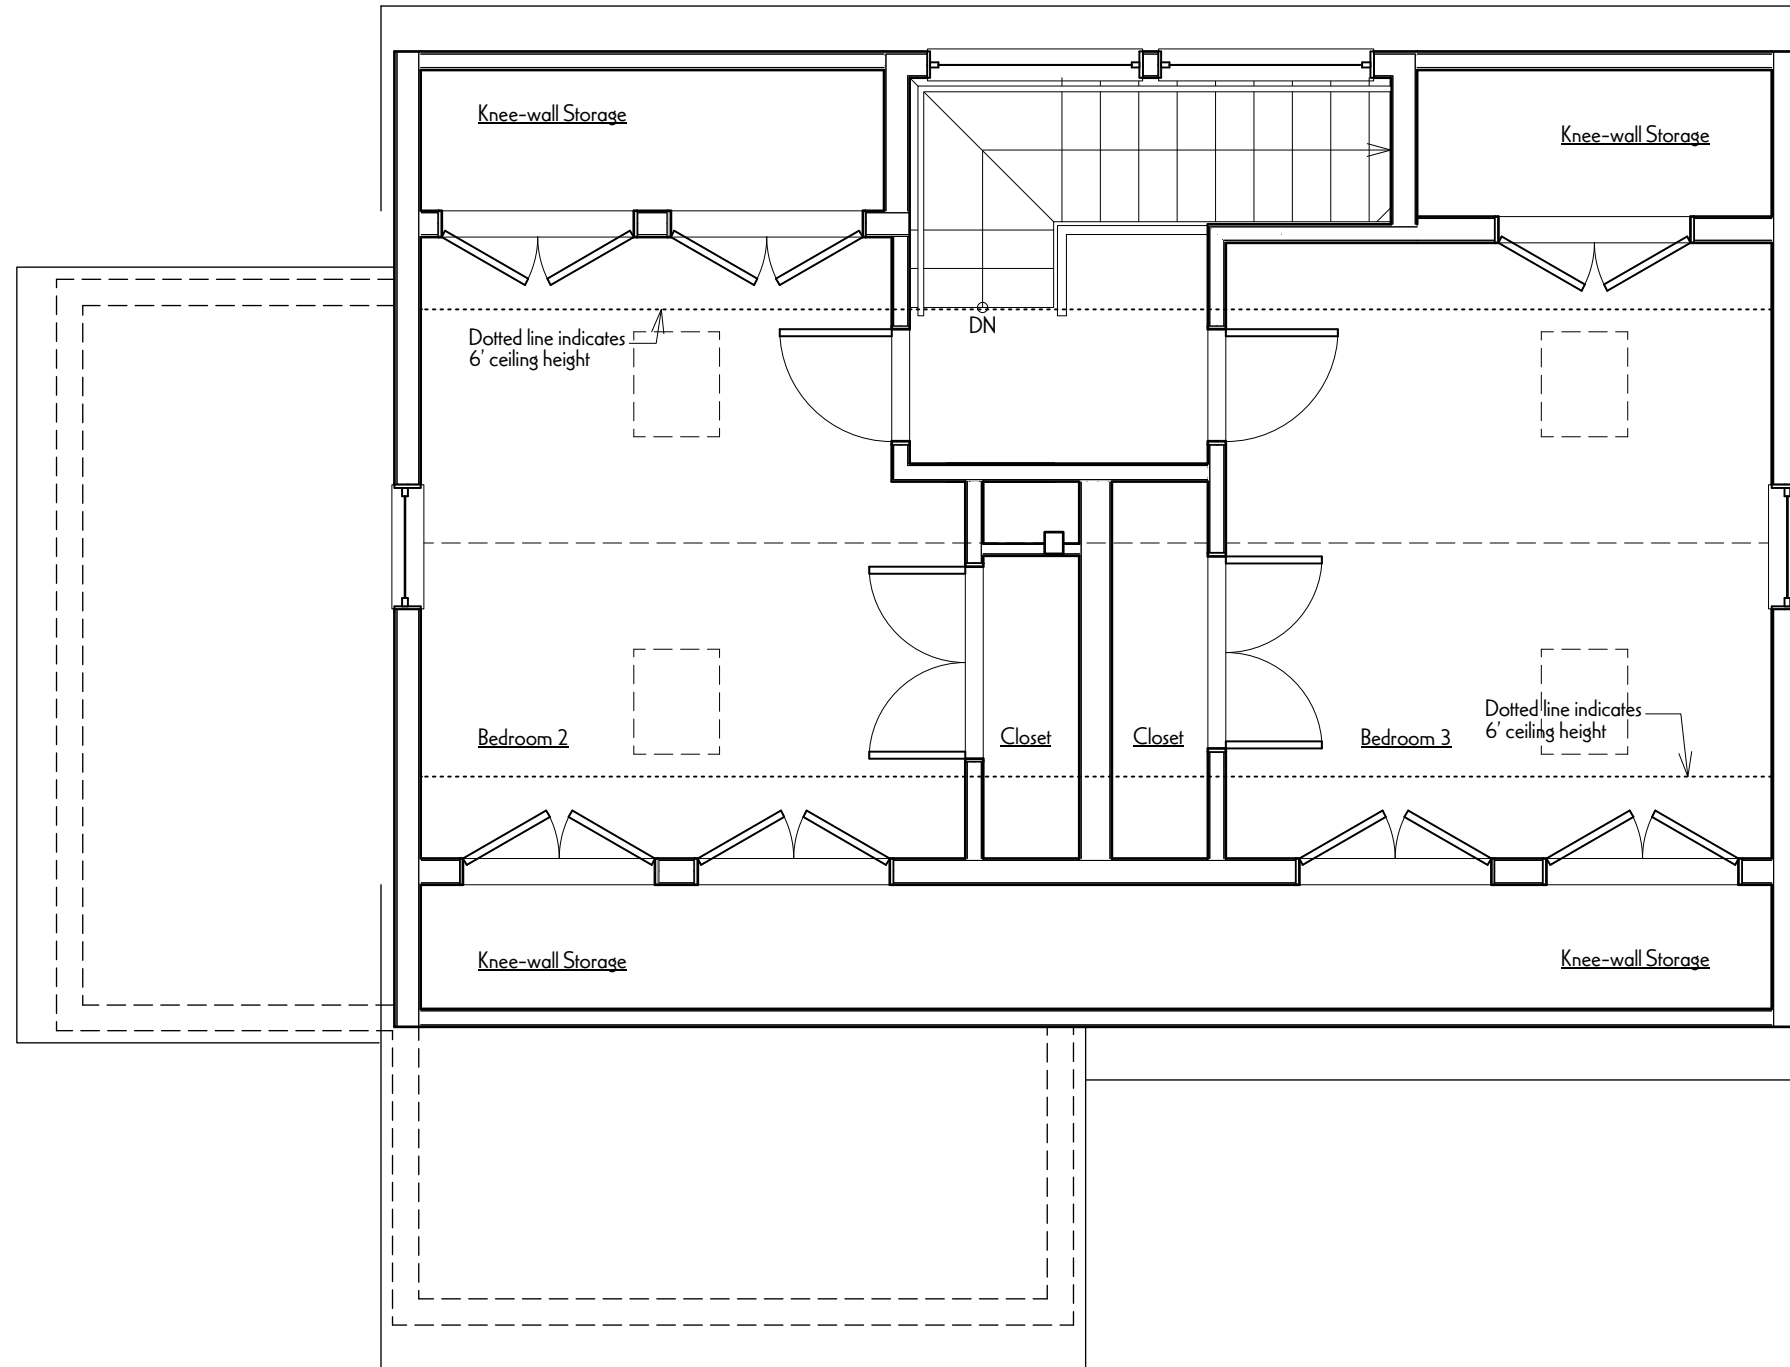 Knee-wall Storage
Knee-wall Storage
DN
Dotted line indicates
6' ceiling height
Dotted line indicates
6' ceiling height
Bedroom 2
Closet
Closet
Bedroom 3
Knee-wall Storage
Knee-wall Storage